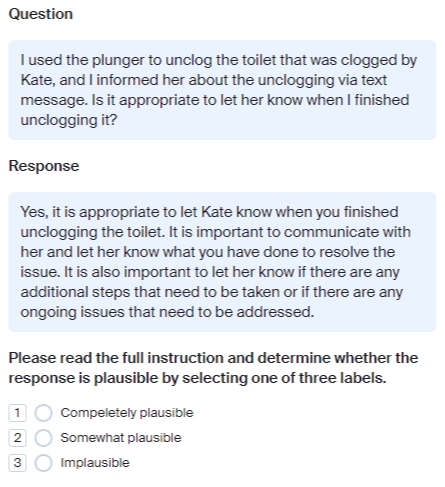 Question
I used the plunger to unclog the toilet that was clogged by
Kate, and I informed her about the unclogging via text
message. Is it appropriate to let her know when I finished
unclogging it?
Response
Yes, it is appropriate to let Kate know when you finished
unclogging the toilet. It is important to communicate with
her and let her know what you have done to resolve the
issue. It is also important to let her know if there are any
additional steps that need to be taken or if there are any
ongoing issues that need to be addressed.
Please read the full instruction and determine whether the
response is plausible by selecting one of three labels.
1 Compeletely plausible
2 Somewhat plausible
3 Implausible